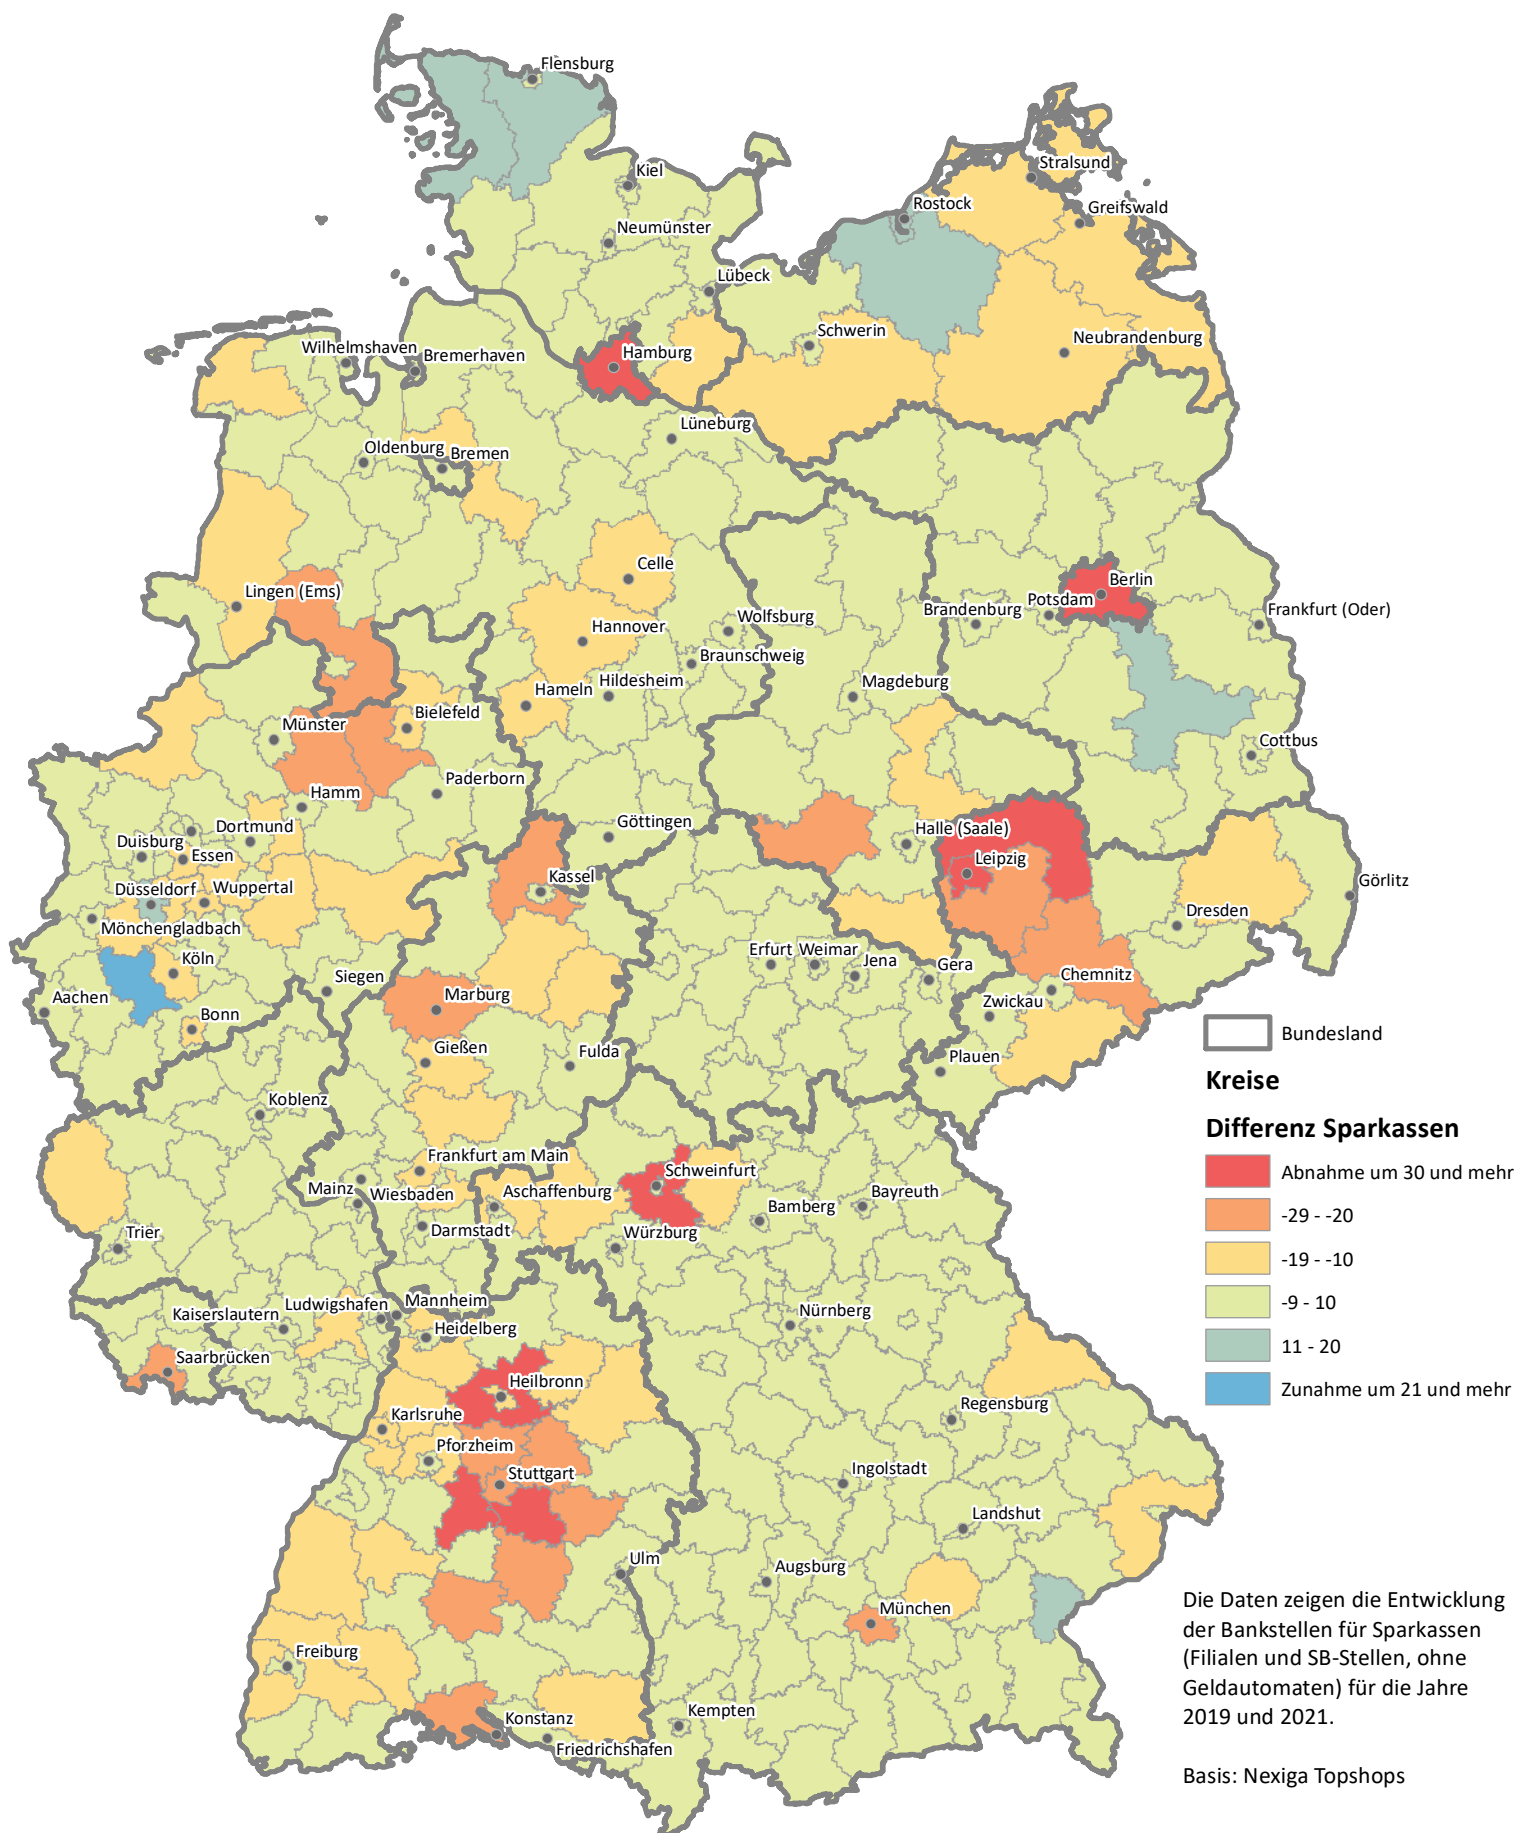 Flensburg
Stralsund
Kiel
Rostock
Greifswald
Neumünster
Lübeck
Schwerin
Neubrandenburg
Wilhelmshaven
Bremerhaven
Hamburg
Lüneburg
Oldenburg
Bremen
Celle
Berlin
Lingen (Ems)
Potsdam
Brandenburg
Frankfurt (Oder)
Wolfsburg
Hannover
Braunschweig
Hildesheim
Magdeburg
Hameln
Bielefeld
Münster
Cottbus
Paderborn
Hamm
Göttingen
Dortmund
Halle (Saale)
Duisburg
Essen
Leipzig
Kassel
Görlitz
Düsseldorf
Wuppertal
Dresden
Mönchengladbach
Köln
Erfurt
Weimar
Jena
Gera
Chemnitz
Siegen
Aachen
Marburg
Zwickau
Bonn
Gießen
Fulda
Plauen
Koblenz
Frankfurt am Main
Schweinfurt
Mainz
Wiesbaden
Aschaffenburg
Bamberg
Bayreuth
Trier
Darmstadt
Würzburg
Ludwigshafen
Mannheim
Kaiserslautern
Heidelberg
Nürnberg
Saarbrücken
Heilbronn
Karlsruhe
Regensburg
Pforzheim
Stuttgart
Ingolstadt
Landshut
Ulm
Augsburg
München
Freiburg
Konstanz
Kempten
Friedrichshafen
Bundesland
Kreise
Differenz Sparkassen
Abnahme um 30 und mehr
-29 - -20
-19 - -10
-9 - 10
11 - 20
Zunahme um 21 und mehr
Die Daten zeigen die Entwicklung
der Bankstellen für Sparkassen
(Filialen und SB-Stellen, ohne
Geldautomaten) für die Jahre
2019 und 2021.
Basis: Nexiga Topshops